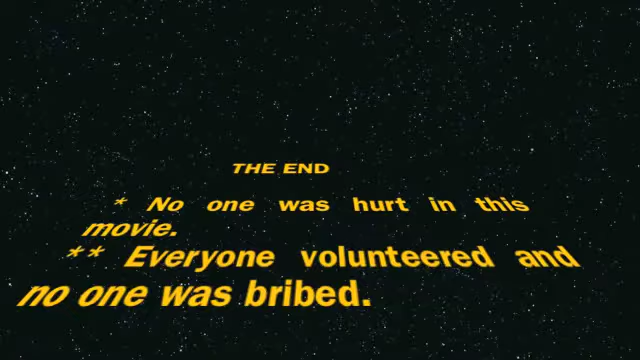 THE END
* No one was hurt in this
movie.
** Everyone volunteered and
no one was bribed.